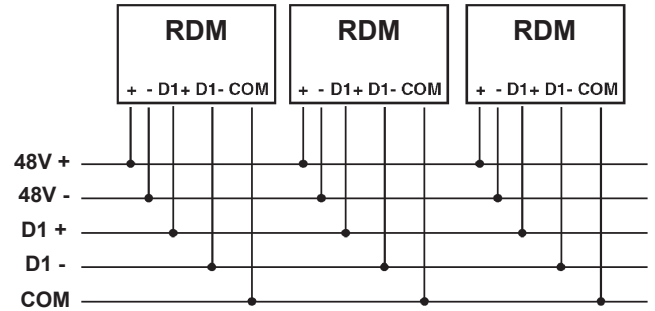 RDM RDM RDM
+ - D1+ D1- COM + - D1+ D1- COM + - D1+ D1- COM
48V +
48V -
D1 +
D1 -
COM